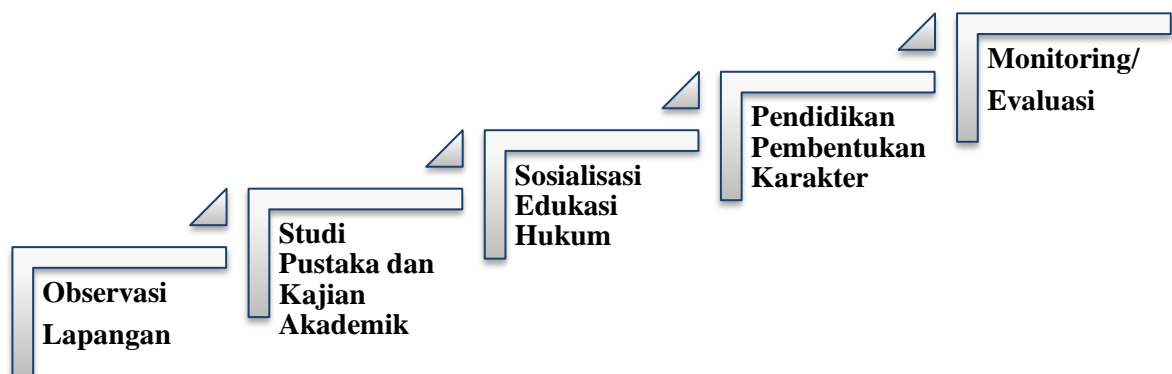 Observasi
Lapangan
Studi
Pustaka dan
Kajian
Akademik
Sosialisasi
Edukasi
Hukum
Pendidikan
Pembentukan
Karakter
Monitoring/
Evaluasi